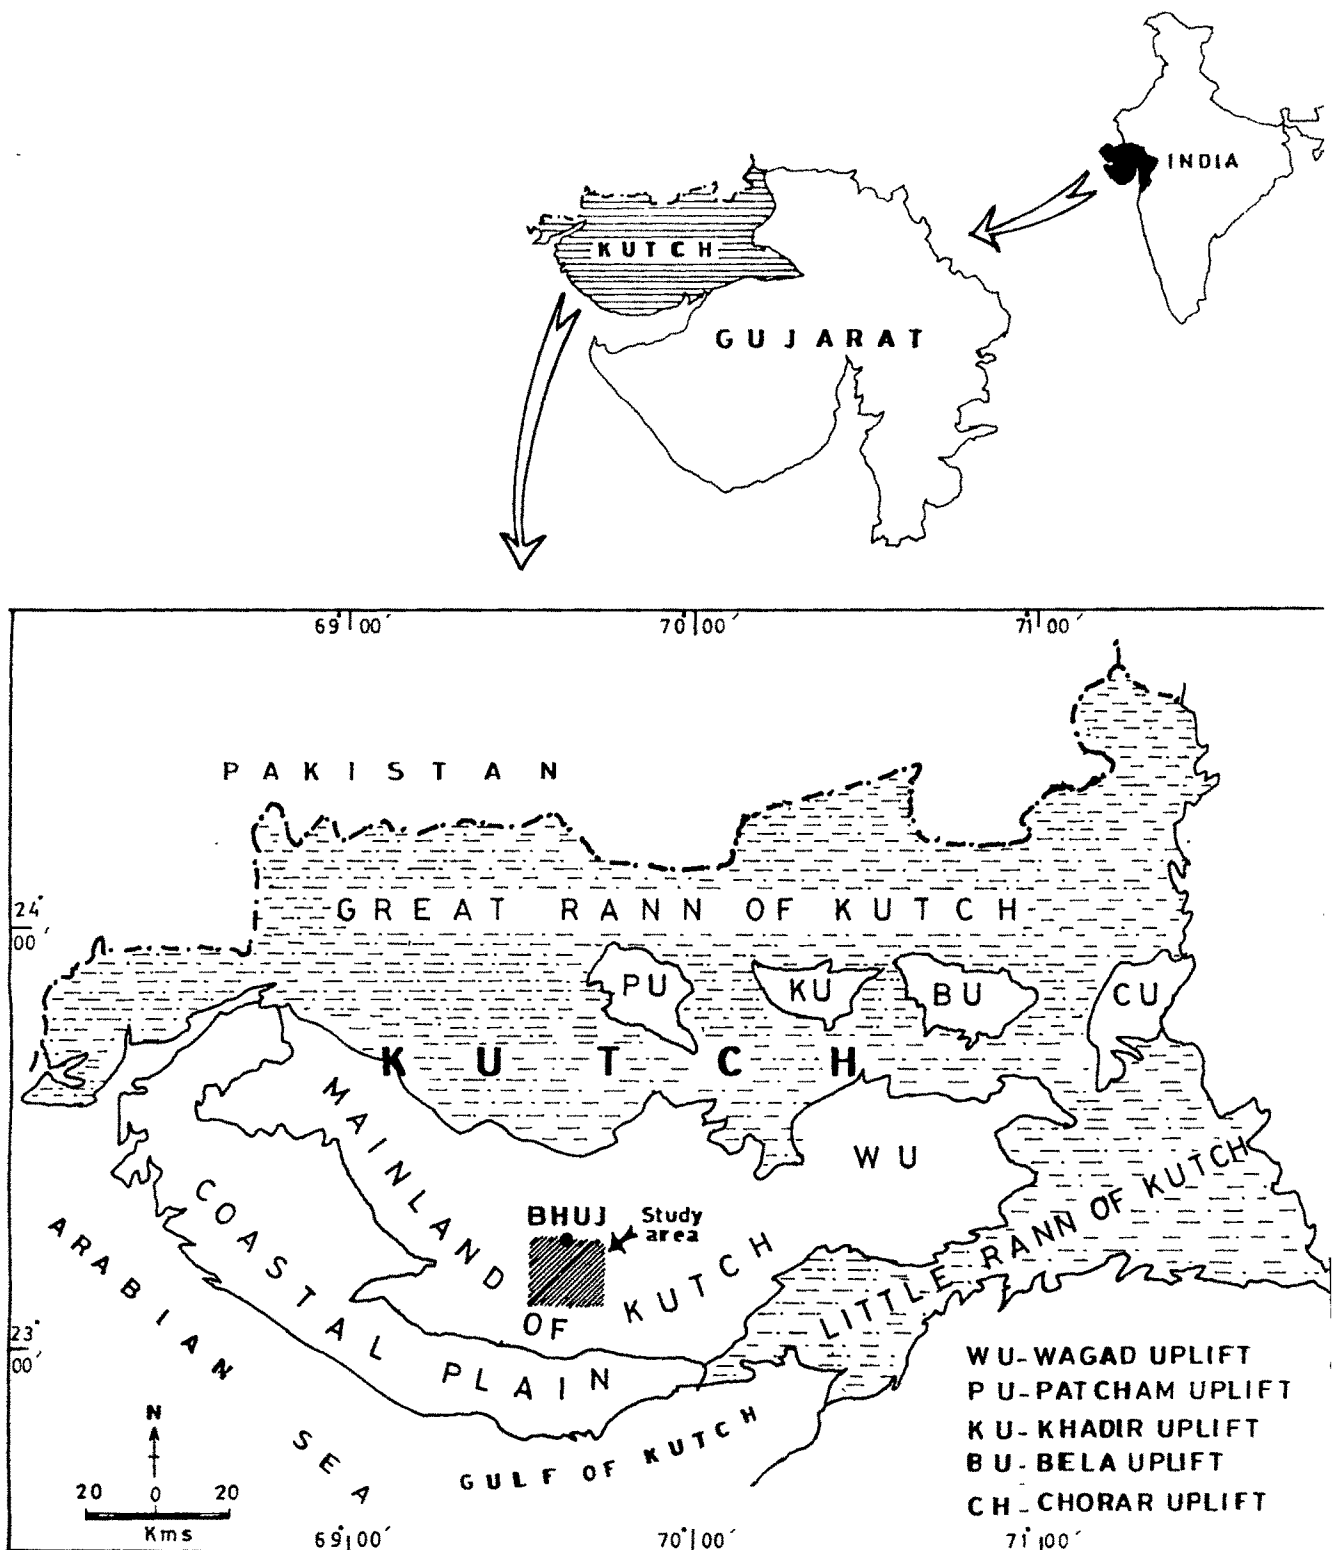 INDIA
KUTCH
GUJARAT
69°00′
70°00′
71°00′
PAKISTAN
24°
00′
GREAT RANN OF KUTCH
PU
KU
BU
CU
KUTCH
MAINLAND OF KUTCH
WU
COASTAL PLAIN
BHUJ
Study
area
LITTLE RANN OF KUTCH
ARABIAN SEA
GULF OF KUTCH
23°
00′
WU-WAGAD UPLIFT
PU-PATCHAM UPLIFT
KU-KHADIR UPLIFT
BU-BELA UPLIFT
CH-CHORAR UPLIFT
N
20 0 20
Kms
69°00′
70°00′
71°00′